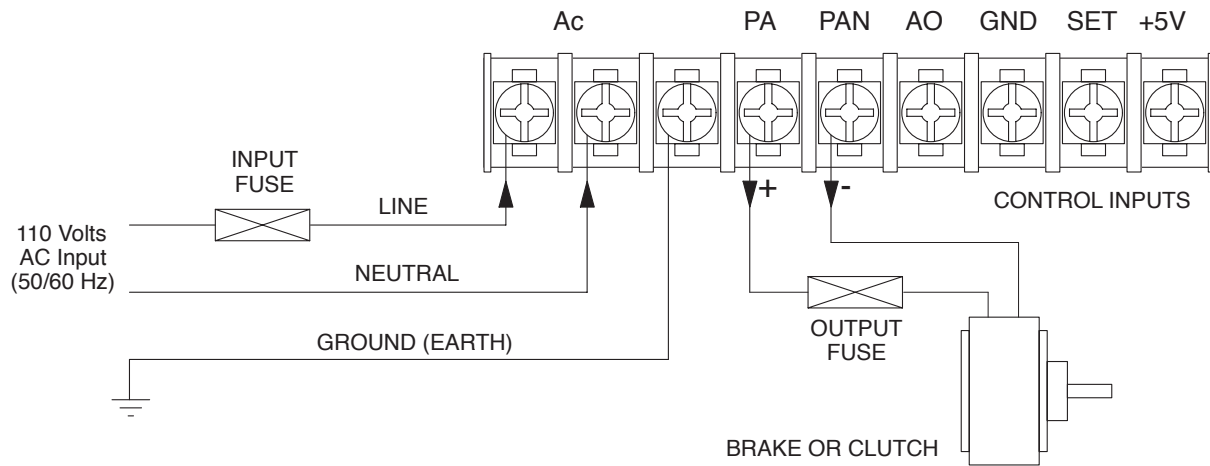 Ac PA PAN AO GND SET +5V
INPUT
FUSE
LINE
+ -
CONTROL INPUTS
110 Volts
AC Input
(50/60 Hz)
NEUTRAL
GROUND (EARTH)
OUTPUT
FUSE
BRAKE OR CLUTCH